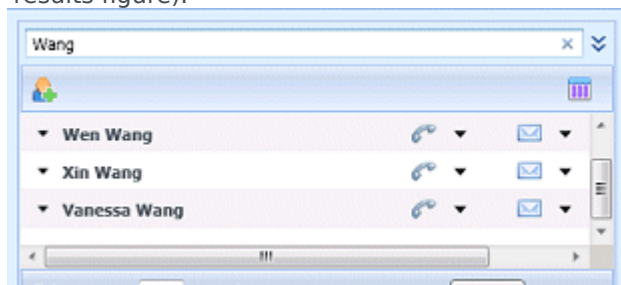 results figure).
Wang
Wen Wang
Xin Wang
Vanessa Wang